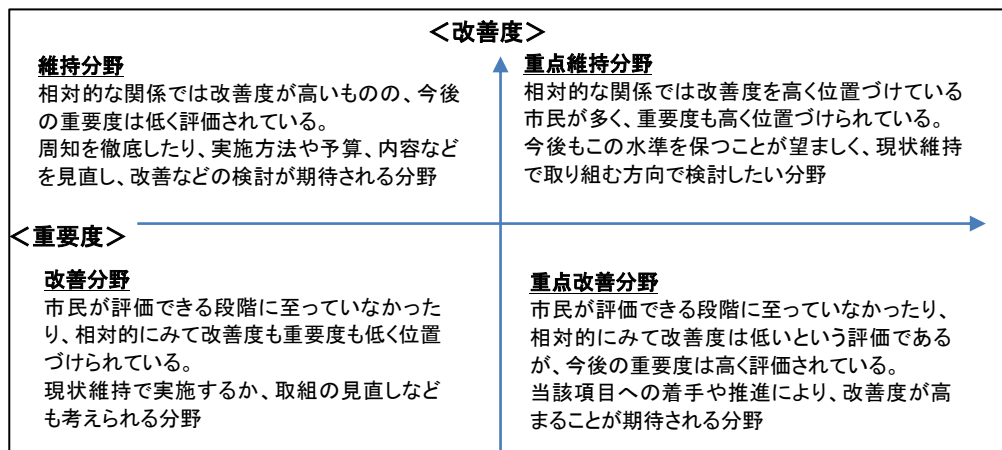 ＜改善度＞
維持分野
相対的な関係では改善度が高いものの、今後
の重要度は低く評価されている。
周知を徹底したり、実施方法や予算、内容など
を見直し、改善などの検討が期待される分野
重点維持分野
相対的な関係では改善度を高く位置づけている
市民が多く、重要度も高く位置づけられている。
今後もこの水準を保つことが望ましく、現状維持
で取り組む方向で検討したい分野
＜重要度＞
改善分野
市民が評価できる段階に至っていなかった
り、相対的にみて改善度も重要度も低く位置
づけられている。
現状維持で実施するか、取組の見直しなど
も考えられる分野
重点改善分野
市民が評価できる段階に至っていなかったり、
相対的にみて改善度は低いという評価である
が、今後の重要度は高く評価されている。
当該項目への着手や推進により、改善度が高
まることが期待される分野